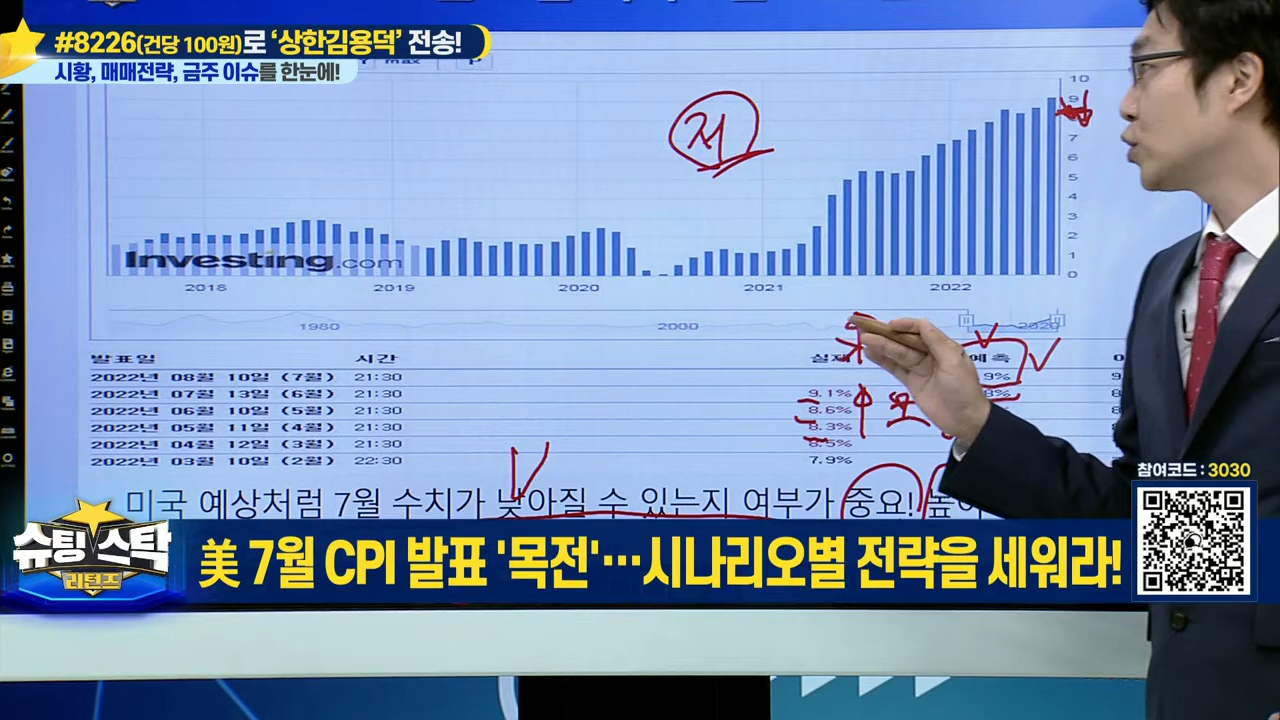 #8226(건당 100원)로 ‘상한김용덕’ 전송!
시황, 매매전략, 금주 이슈를 한눈에!
max
저
10
9
7
6
5
4
3
2
1
0
Investing.com
2018 2019 2020 2021 2022
1980 2000 2020
발표일 시간 실제 예측
2022년 08월 10일 (7월) 21:30 9%
2022년 07월 13일 (6월) 21:30 9.1% 8%
2022년 06월 10일 (5월) 21:30 8.6%
2022년 05월 11일 (4월) 21:30 8.3%
2022년 04월 12일 (3월) 21:30 8.5%
2022년 03월 10일 (2월) 22:30 7.9%
미국 예상처럼 7월 수치가 낮아질 수 있는지 여부가 중요!
참여코드 : 3030
슈팅스탁
리턴즈
美 7월 CPI 발표 '목전'…시나리오별 전략을 세워라!